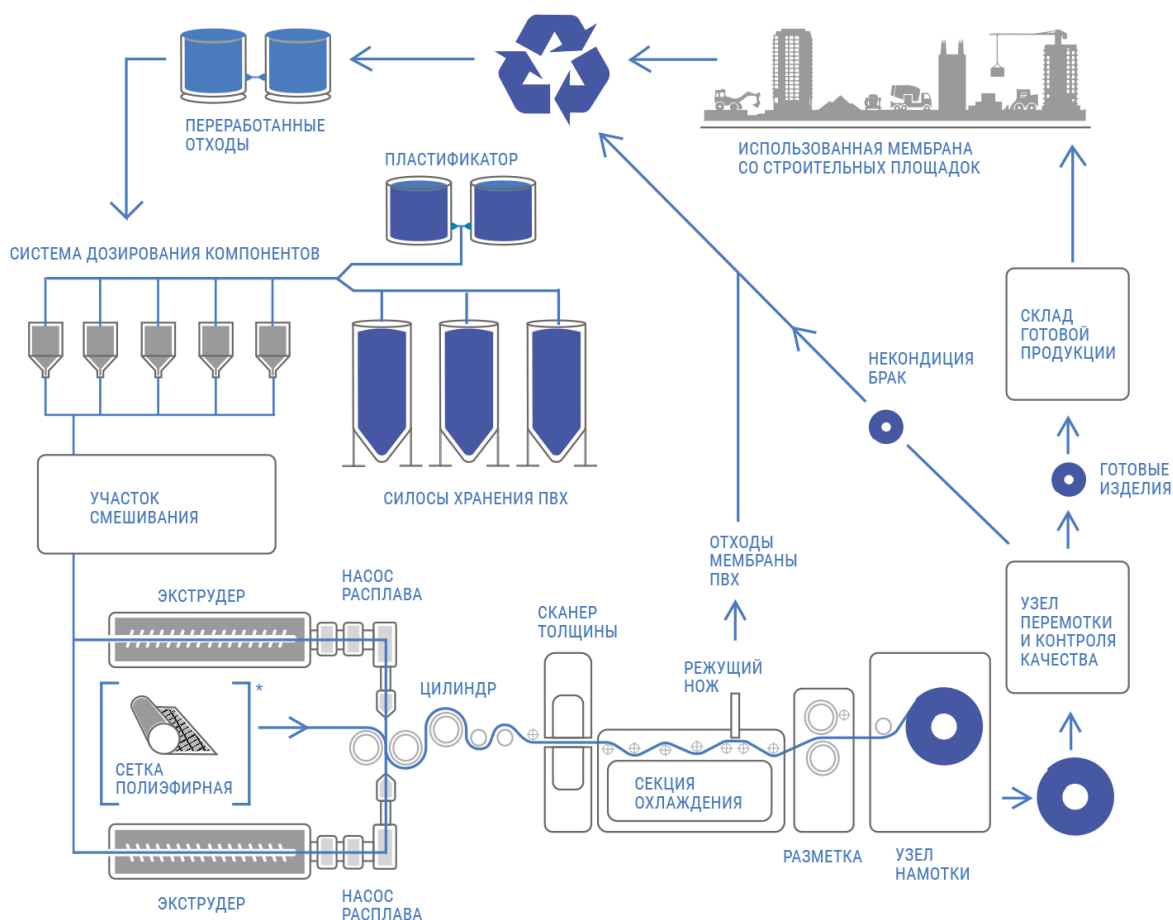 ПЕРЕРАБОТАННЫЕ
ОТХОДЫ
ИСПОЛЬЗОВАННАЯ МЕМБРАНА
СО СТРОИТЕЛЬНЫХ ПЛОЩАДОК
ПЛАСТИФИКАТОР
СИСТЕМА ДОЗИРОВАНИЯ КОМПОНЕНТОВ
СКЛАД
ГОТОВОЙ
ПРОДУКЦИИ
НЕКОНДИЦИЯ
БРАК
ГОТОВЫЕ
ИЗДЕЛИЯ
СИЛОСЫ ХРАНЕНИЯ ПВХ
УЧАСТОК
СМЕШИВАНИЯ
ОТХОДЫ
МЕМБРАНЫ
ПВХ
УЗЕЛ
ПЕРЕМОТКИ
И КОНТРОЛЯ
КАЧЕСТВА
ЭКСТРУДЕР
НАСОС
РАСПЛАВА
СКАНЕР
ТОЛЩИНЫ
РЕЖУЩИЙ
НОЖ
ЦИЛИНДР
*
СЕТКА
ПОЛИЭФИРНАЯ
СЕКЦИЯ
ОХЛАЖДЕНИЯ
РАЗМЕТКА
УЗЕЛ
НАМОТКИ
ЭКСТРУДЕР
НАСОС
РАСПЛАВА